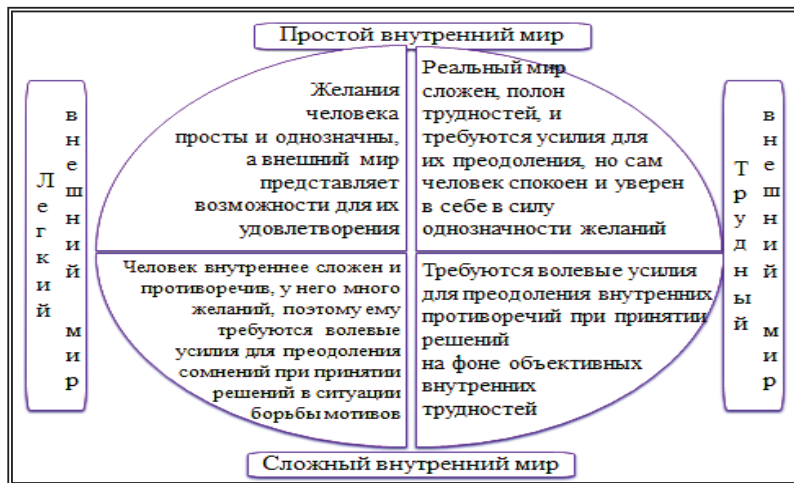 Простой внутренний мир
Легкий
внешний мир
Желания
человека
просты и однозначны,
а внешний мир
представляет
возможности для их
удовлетворения
Реальный мир
сложен, полон
трудностей, и
требуются усилия для
их преодоления, но сам
человек спокоен и уверен
в себе в силу
однозначности желаний
Трудный
внешний мир
Человек внутреннее сложен и
противоречив, у него много
желаний, поэтому ему
требуются волевые
усилия для преодоления
сомнений при принятии
решений в ситуации
борьбы мотивов
Требуются волевые усилия
для преодоления внутренних
противоречий при принятии
решений
на фоне объективных
внутренних
трудностей
Сложный внутренний мир